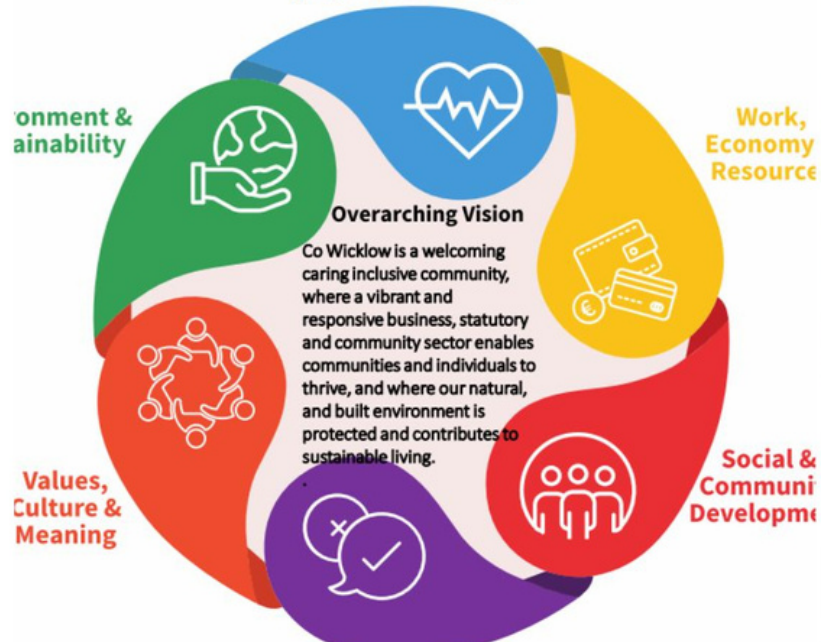 ronment &
ainability
Work,
Economy
Resource
Overarching Vision
Co Wicklow is a welcoming
caring inclusive community,
where a vibrant and
responsive business, statutory
and community sector enables
communities and individuals to
thrive, and where our natural,
and built environment is
protected and contributes to
sustainable living.
.
Values,
Culture &
Meaning
Social &
Communi
Developme
€